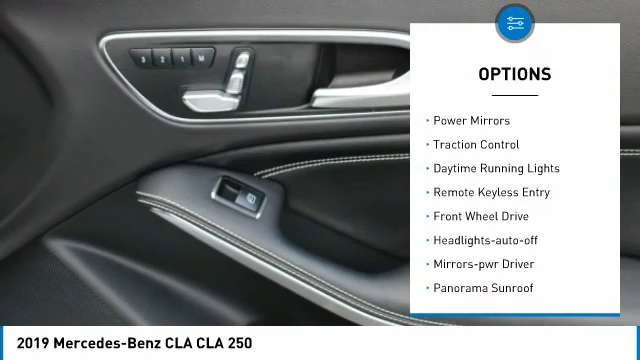 3 2 1 M
OPTIONS
Power Mirrors
Traction Control
Daytime Running Lights
Remote Keyless Entry
Front Wheel Drive
Headlights-auto-off
Mirrors-pwr Driver
Panorama Sunroof
2019 Mercedes-Benz CLA CLA 250